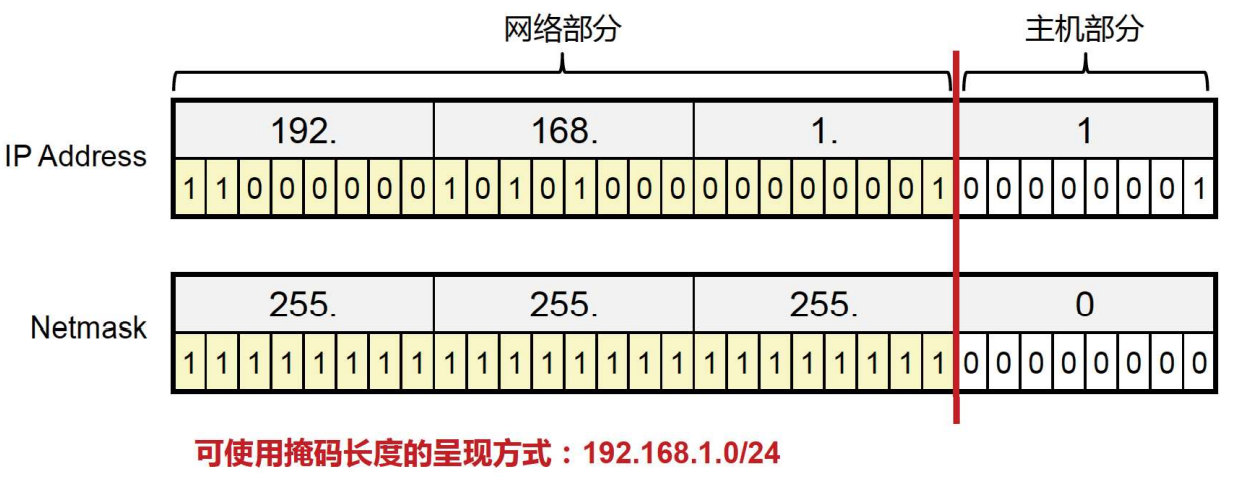 网络部分 主机部分
192. 168. 1. 1
IP Address
1 1 0 0 0 0 0 0 1 0 1 0 1 0 0 0 0 0 0 0 0 0 0 1 0 0 0 0 0 0 0 1
255. 255. 255. 0
Netmask
1 1 1 1 1 1 1 1 1 1 1 1 1 1 1 1 1 1 1 1 1 1 1 1 0 0 0 0 0 0 0 0
可使用掩码长度的呈现方式：192.168.1.0/24